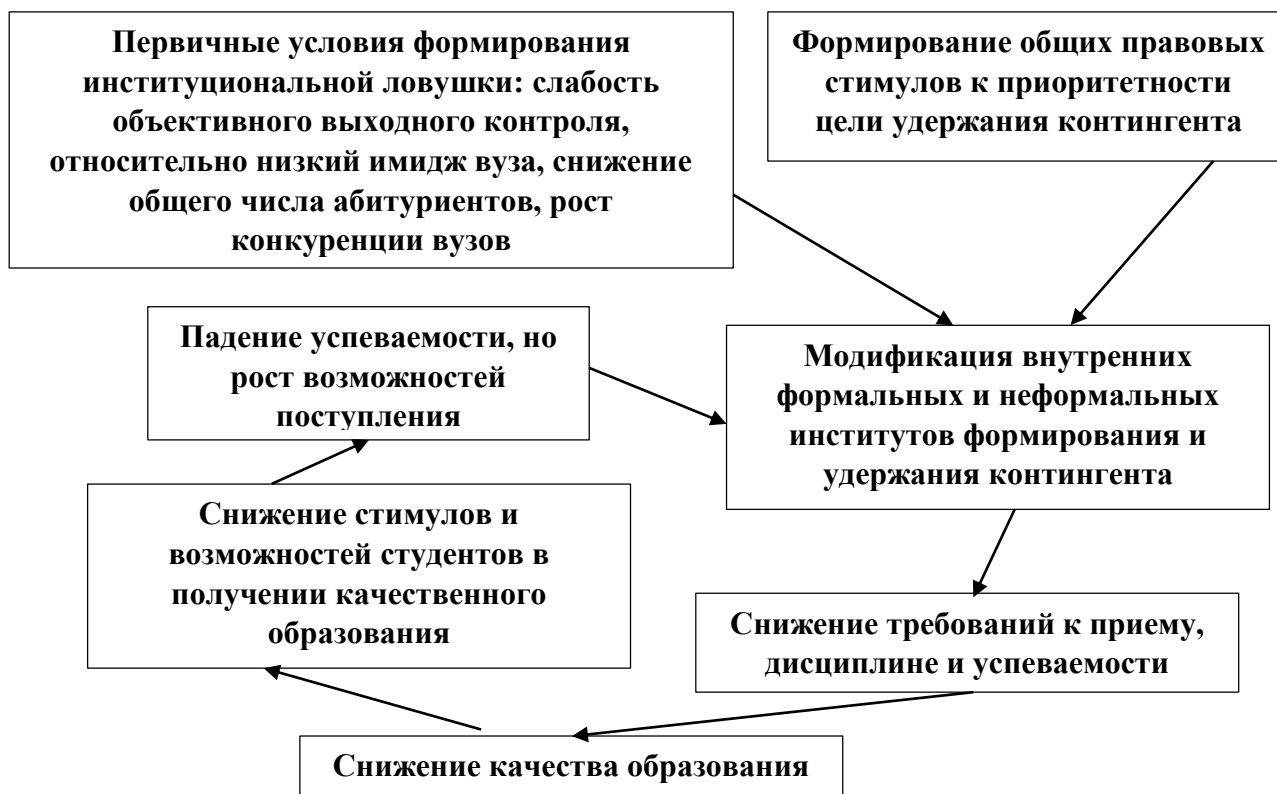 Первичные условия формирования
институциональной ловушки: слабость
объективного выходного контроля,
относительно низкий имидж вуза, снижение
общего числа абитуриентов, рост
конкуренции вузов
Формирование общих правовых
стимулов к приоритетности
цели удержания контингента
Падение успеваемости, но
рост возможностей
поступления
Модификация внутренних
формальных и неформальных
институтов формирования и
удержания контингента
Снижение стимулов и
возможностей студентов в
получении качественного
образования
Снижение требований к приему,
дисциплине и успеваемости
Снижение качества образования